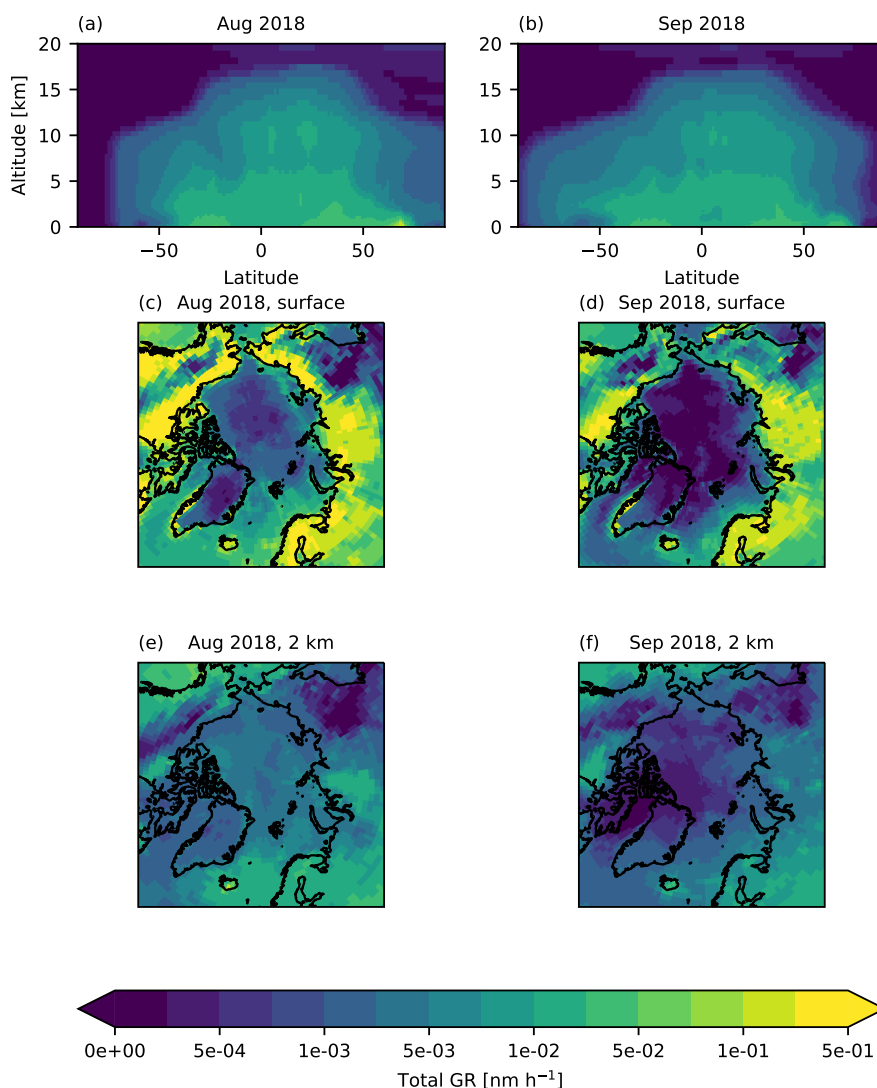 (a) Aug 2018
(b) Sep 2018
Altitude [km]
20
15
10
5
0
20
15
10
5
0
−50 0 50
−50 0 50
Latitude
Latitude
(c) Aug 2018, surface
(d) Sep 2018, surface
(e) Aug 2018, 2 km
(f) Sep 2018, 2 km
0e+00 5e-04 1e-03 5e-03 1e-02 5e-02 1e-01 5e-01
Total GR [nm h⁻¹]